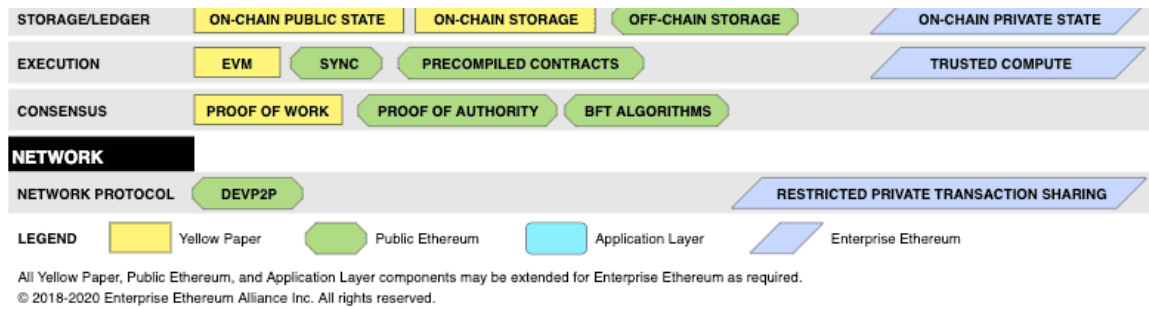 STORAGE/LEDGER ON-CHAIN PUBLIC STATE ON-CHAIN STORAGE OFF-CHAIN STORAGE ON-CHAIN PRIVATE STATE
EXECUTION EVM SYNC PRECOMPILED CONTRACTS TRUSTED COMPUTE
CONSENSUS PROOF OF WORK PROOF OF AUTHORITY BFT ALGORITHMS
NETWORK
NETWORK PROTOCOL DEVP2P RESTRICTED PRIVATE TRANSACTION SHARING
LEGEND Yellow Paper Public Ethereum Application Layer Enterprise Ethereum
All Yellow Paper, Public Ethereum, and Application Layer components may be extended for Enterprise Ethereum as required.
© 2018-2020 Enterprise Ethereum Alliance Inc. All rights reserved.